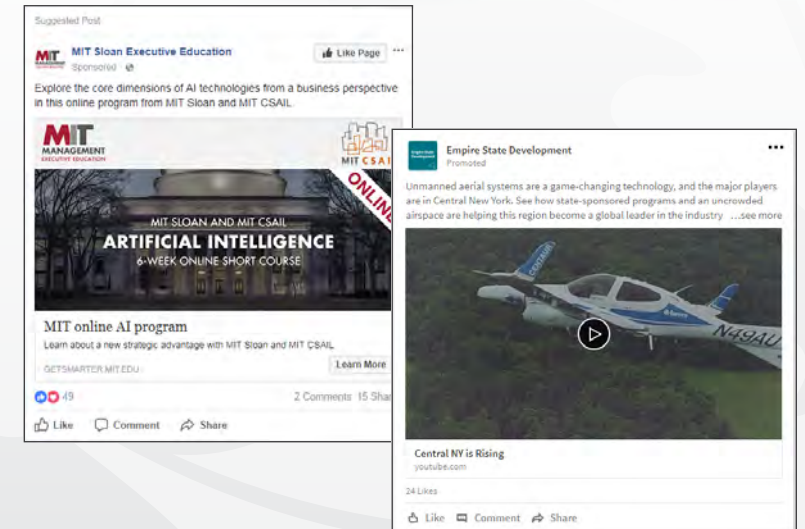 Suggested Post
MIT
MANAGEMENT
MIT Sloan Executive Education
Sponsored
Like Page
Explore the core dimensions of AI technologies from a business perspective
in this online program from MIT Sloan and MIT CSAIL.
MIT
MANAGEMENT
EXECUTIVE EDUCATION
MIT CSAI
ONLINE
MIT SLOAN AND MIT CSAIL
ARTIFICIAL INTELLIGENCE
6-WEEK ONLINE SHORT COURSE
MIT online AI program
Learn about a new strategic advantage with MIT Sloan and MIT CSAIL
GETSMARTER.MIT.EDU
Learn More
49
2 Comments 15 Shar
Like Comment Share
Empire State
Development
Empire State Development
Promoted
Unmanned aerial systems are a game-changing technology, and the major players
are in Central New York. See how state-sponsored programs and an uncrowded
airspace are helping this region become a global leader in the industry ...see more
CENTAUR
N49AU
Central NY is Rising
youtube.com
24 Likes
Like Comment Share